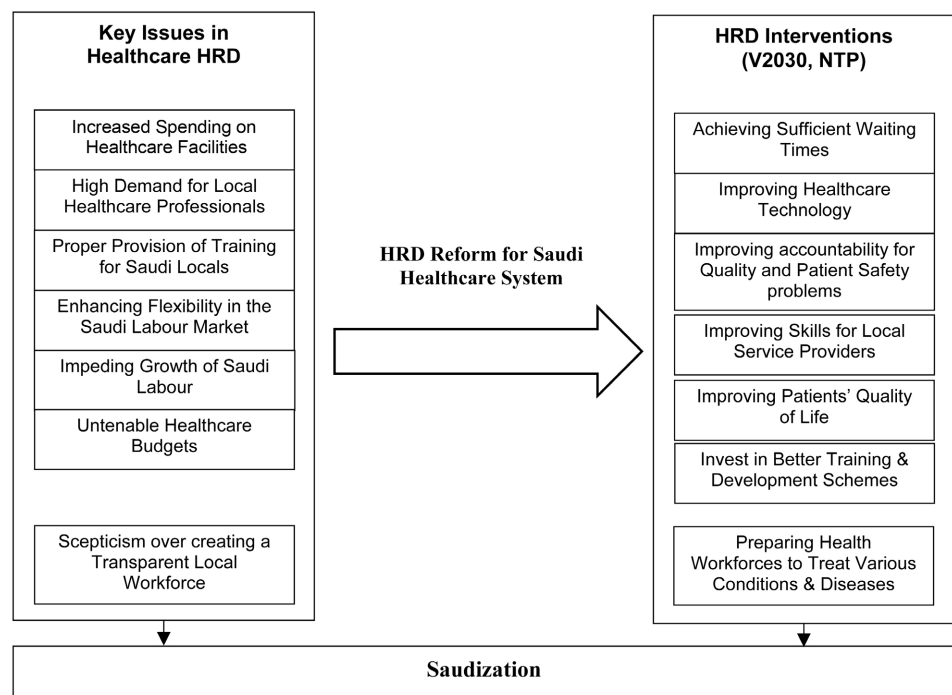 Key Issues in
Healthcare HRD
Increased Spending on
Healthcare Facilities
High Demand for Local
Healthcare Professionals
Proper Provision of Training
for Saudi Locals
Enhancing Flexibility in the
Saudi Labour Market
Impeding Growth of Saudi
Labour
Untenable Healthcare
Budgets
Scepticism over creating a
Transparent Local
Workforce
HRD Reform for Saudi
Healthcare System
HRD Interventions
(V2030, NTP)
Achieving Sufficient Waiting
Times
Improving Healthcare
Technology
Improving accountability for
Quality and Patient Safety
problems
Improving Skills for Local
Service Providers
Improving Patients’ Quality
of Life
Invest in Better Training &
Development Schemes
Preparing Health
Workforces to Treat Various
Conditions & Diseases
Saudization